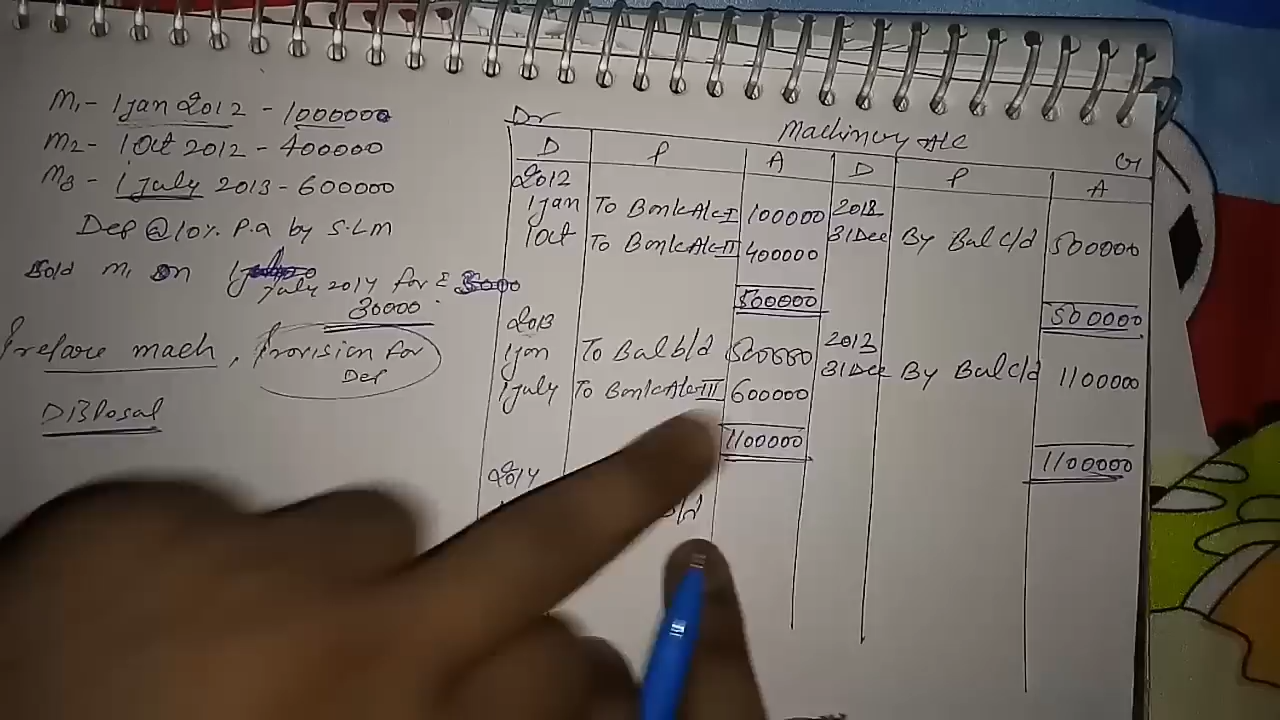 M1 - 1 jan 2012 - 1000000
M2 - 1 Oct 2012 - 400000
M3 - 1 july 2013 - 600000
Dep @ 10% P.a by S.L.M
Sold M1 on 1
july 2014 for
30000
Prefare mach, Provision for
Dep
DISPosal
Dr Machinery A/c Cr
D P A D P A
2012
1 jan To Bank A/c I 100000 2012
1 Oct To Bank A/c II 400000 31 Dec By Bal c/d 500000
500000 500000
2013
1 jan To Bal b/d 500000 2013
1 july To Bank A/c III 600000 31 Dec By Bal c/d 1100000
1100000 1100000
2014
b/d